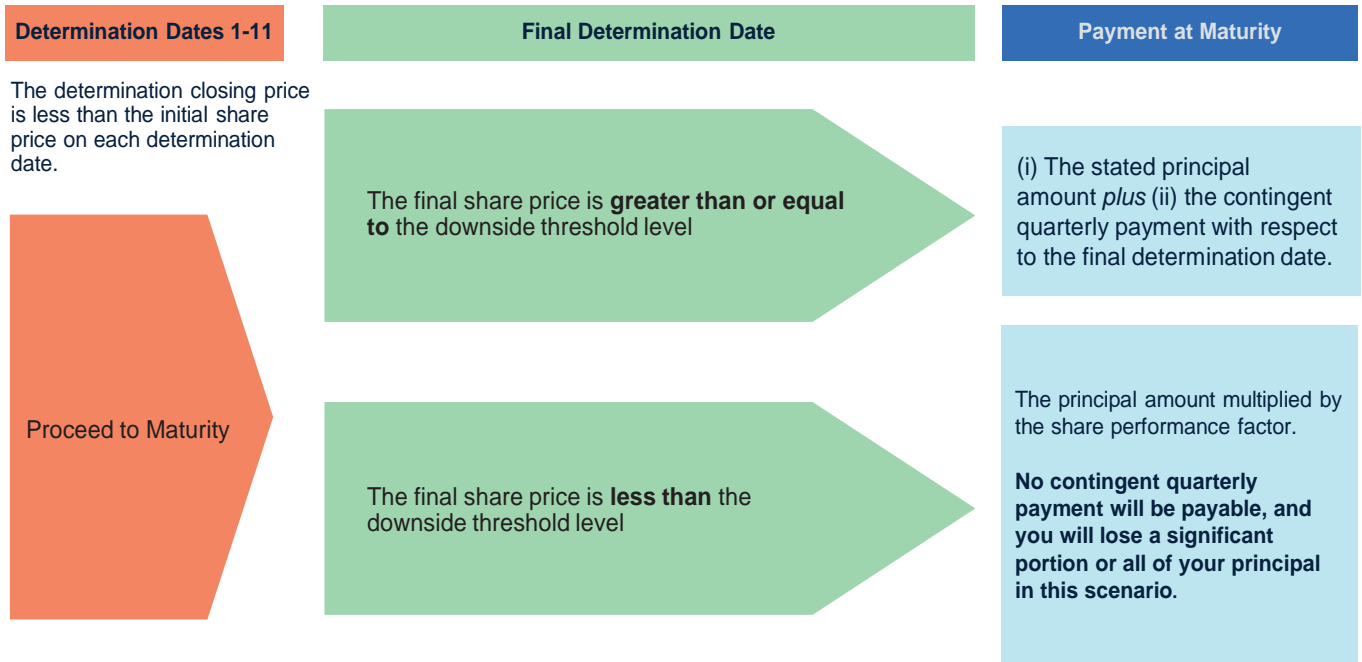 Determination Dates 1-11
Final Determination Date
Payment at Maturity
The determination closing price
is less than the initial share
price on each determination
date.
Proceed to Maturity
The final share price is greater than or equal
to the downside threshold level
(i) The stated principal
amount plus (ii) the contingent
quarterly payment with respect
to the final determination date.
The final share price is less than the
downside threshold level
The principal amount multiplied by
the share performance factor.
No contingent quarterly
payment will be payable, and
you will lose a significant
portion or all of your principal
in this scenario.